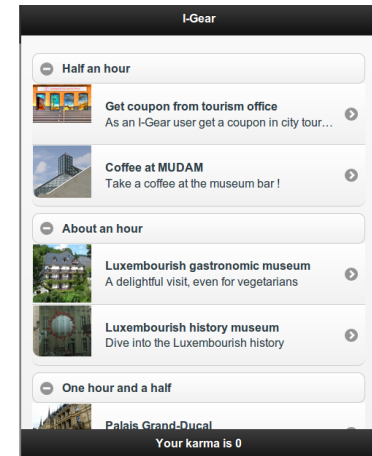 I-Gear
Half an hour
Get coupon from tourism office
As an I-Gear user get a coupon in city tour...
Coffee at MUDAM
Take a coffee at the museum bar !
About an hour
Luxembourish gastronomic museum
A delightful visit, even for vegetarians
Luxembourish history museum
Dive into the Luxembourish history
One hour and a half
Palais Grand-Ducal
Your karma is 0